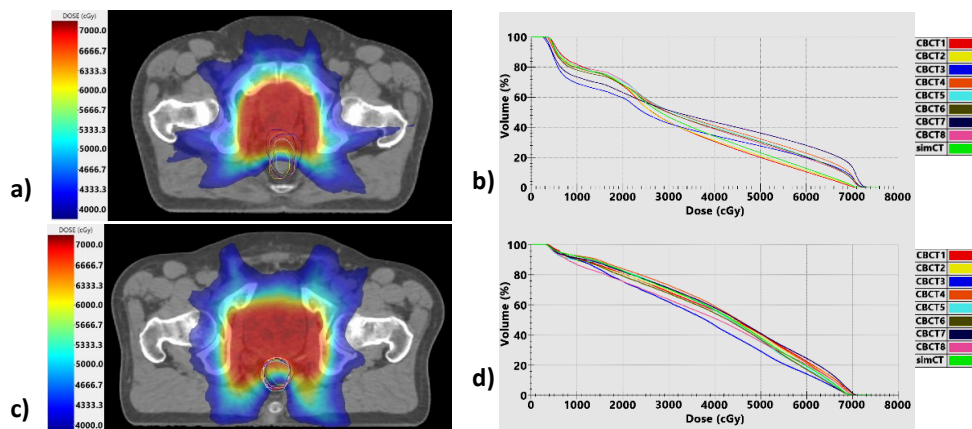 DOSE (cGy)
7000.0
6666.7
6333.3
6000.0
5666.7
5333.3
5000.0
4666.7
4333.3
4000.0
a)
b)
Volume (%)
100
80
60
40
20
0
0 1000 2000 3000 4000 5000 6000 7000 8000
Dose (cGy)
CBCT1
CBCT2
CBCT3
CBCT4
CBCT5
CBCT6
CBCT7
CBCT8
simCT
DOSE (cGy)
7000.0
6666.7
6333.3
6000.0
5666.7
5333.3
5000.0
4666.7
4333.3
4000.0
c)
d)
Volume (%)
100
80
60
40
20
0
0 1000 2000 3000 4000 5000 6000 7000 8000
Dose (cGy)
CBCT1
CBCT2
CBCT3
CBCT4
CBCT5
CBCT6
CBCT7
CBCT8
simCT